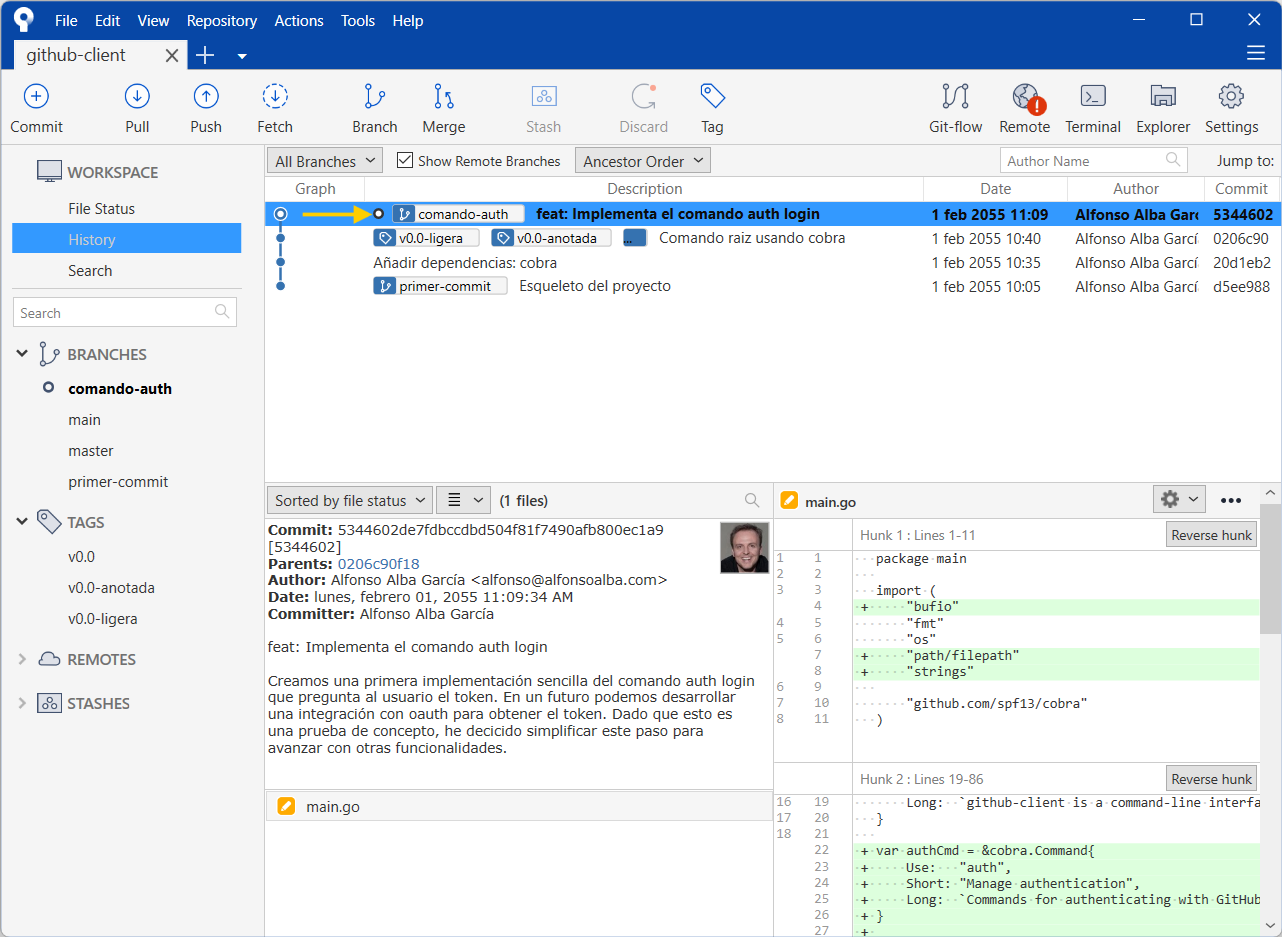 File Edit View Repository Actions Tools Help
github-client
Commit Pull Push Fetch Branch Merge Stash Discard Tag Git-flow Remote Terminal Explorer Settings
WORKSPACE
File Status
History
Search
Search
BRANCHES
comando-auth
main
master
primer-commit
TAGS
v0.0
v0.0-anotada
v0.0-ligera
REMOTES
STASHES
All Branches Show Remote Branches Ancestor Order Author Name Jump to:
Graph Description Date Author Commit
comando-auth feat: Implementa el comando auth login 1 feb 2055 11:09 Alfonso Alba Garc 5344602
v0.0-ligera v0.0-anotada ... Comando raiz usando cobra 1 feb 2055 10:40 Alfonso Alba Garcí 0206c90
Añadir dependencias: cobra 1 feb 2055 10:35 Alfonso Alba Garcí 20d1eb2
primer-commit Esqueleto del proyecto 1 feb 2055 10:05 Alfonso Alba Garcí d5ee988
Sorted by file status (1 files)
Commit: 5344602de7fdbccdbd504f81f7490afb800ec1a9
[5344602]
Parents: 0206c90f18
Author: Alfonso Alba García <alfonso@alfonsoalba.com>
Date: lunes, febrero 01, 2055 11:09:34 AM
Committer: Alfonso Alba García
feat: Implementa el comando auth login
Creamos una primera implementación sencilla del comando auth login
que pregunta al usuario el token. En un futuro podemos desarrollar
una integración con oauth para obtener el token. Dado que esto es
una prueba de concepto, he decicido simplificar este paso para
avanzar con otras funcionalidades.
main.go
main.go
Hunk 1 : Lines 1-11 Reverse hunk
1 1 package main
2 2
3 3 import (
4 + "bufio"
4 5 "fmt"
5 6 "os"
7 + "path/filepath"
8 + "strings"
6 9
7 10 "github.com/spf13/cobra"
8 11 )
Hunk 2 : Lines 19-86 Reverse hunk
16 19 Long: `github-client is a command-line interfa
17 20 }
18 21
22 + var authCmd = &cobra.Command{
23 + Use: "auth",
24 + Short: "Manage authentication",
25 + Long: `Commands for authenticating with GitHub
26 + }
27 +